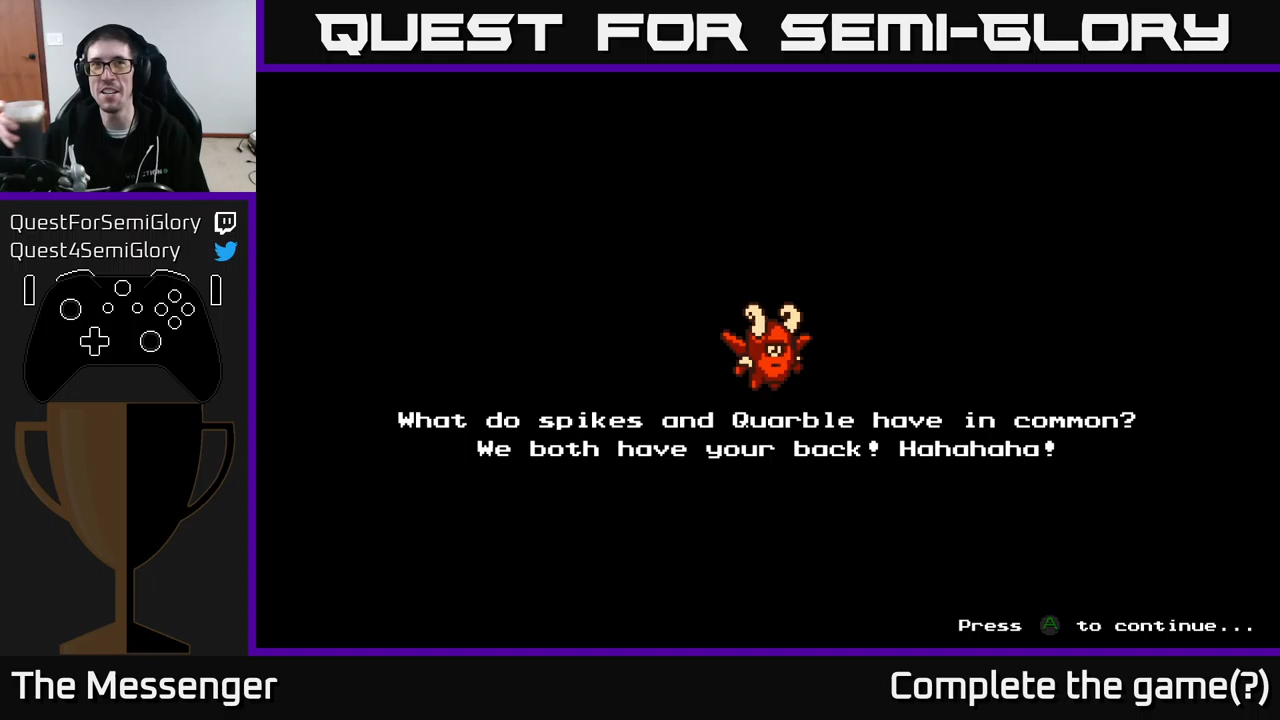 QUEST FOR SEMI-GLORY
QuestForSemiGlory
Quest4SemiGlory
What do spikes and Quarble have in common?
We both have your back! Hahahaha!
Press A to continue...
The Messenger
Complete the game(?)